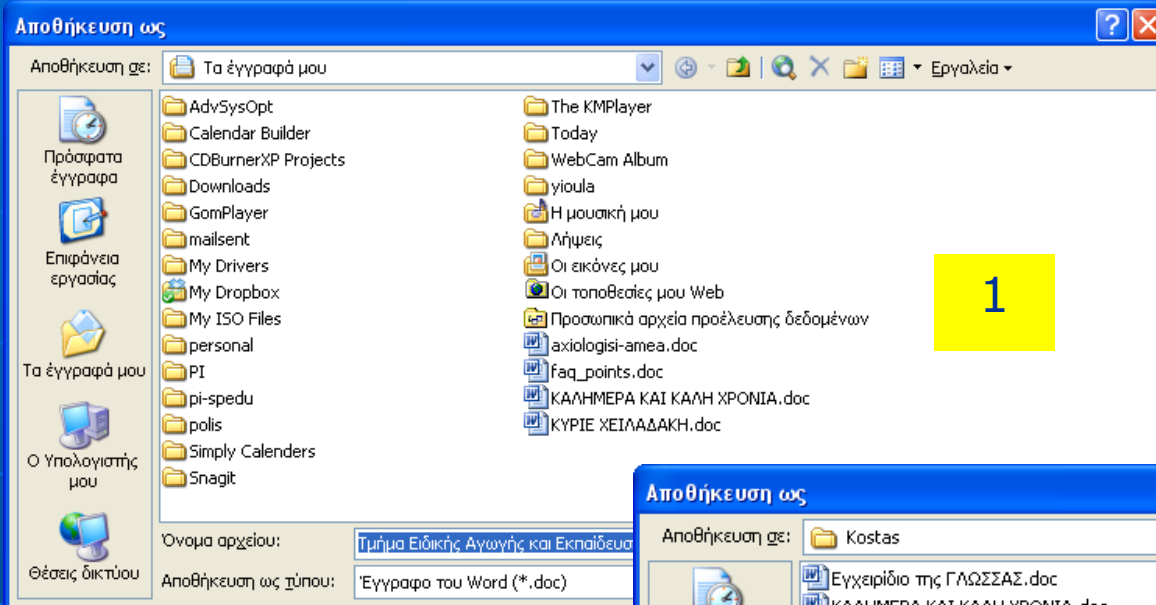 Αποθήκευση ως
Αποθήκευση σε:
Τα έγγραφά μου
Εργαλεία
Πρόσφατα
έγγραφα
Επιφάνεια
εργασίας
Τα έγγραφά μου
Ο Υπολογιστής
μου
Θέσεις δικτύου
AdvSysOpt
Calendar Builder
CDBurnerXP Projects
Downloads
GomPlayer
mailsent
My Drivers
My Dropbox
My ISO Files
personal
PI
pi-spedu
polis
Simply Calenders
Snagit
The KMPlayer
Today
WebCam Album
yioula
Η μουσική μου
Λήψεις
Οι εικόνες μου
Οι τοποθεσίες μου Web
Προσωπικά αρχεία προέλευσης δεδομένων
axiologisi-amea.doc
faq_points.doc
ΚΑΛΗΜΕΡΑ ΚΑΙ ΚΑΛΗ ΧΡΟΝΙΑ.doc
ΚΥΡΙΕ ΧΕΙΛΑΔΑΚΗ.doc
1
Όνομα αρχείου:
Τμήμα Ειδικής Αγωγής και Εκπαίδευσ
Αποθήκευση ως τύπου:
Έγγραφο του Word (*.doc)
Αποθήκευση ως
Αποθήκευση σε:
Kostas
Εγχειρίδιο της ΓΛΩΣΣΑΣ.doc
ΚΑΛΗΜΕΡΑ ΚΑΙ ΚΑΛΗ ΧΡΟΝΙΑ.doc